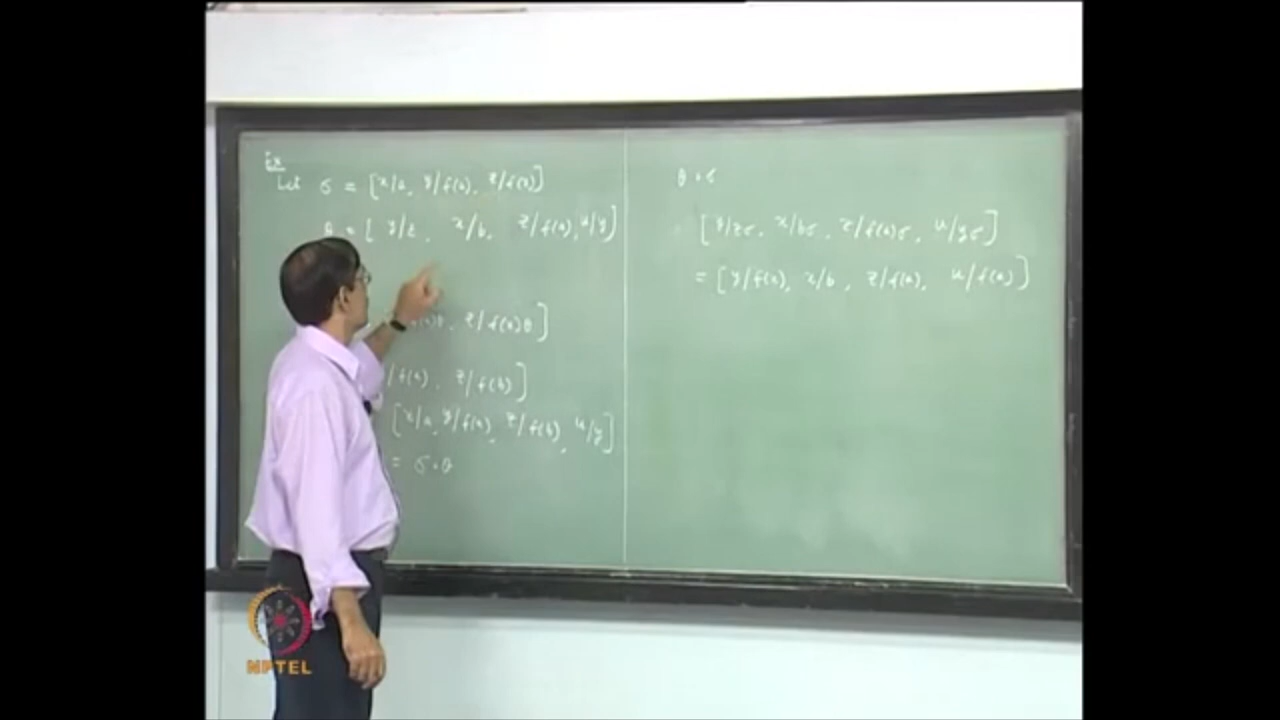 Ex
Let σ = [x/a, y/f(a), z/f(x)]
θ = [ y/z, x/b, z/f(a), u/y]
z/f(x)θ]
/f(a), z/f(b)]
[x/a, y/f(a), z/f(b), u/y]
= σ∘θ
θ∘σ
[y/zσ, x/bσ, z/f(a)σ, u/yσ]
= [y/f(x), x/b, z/f(a), u/f(a)]
NPTEL